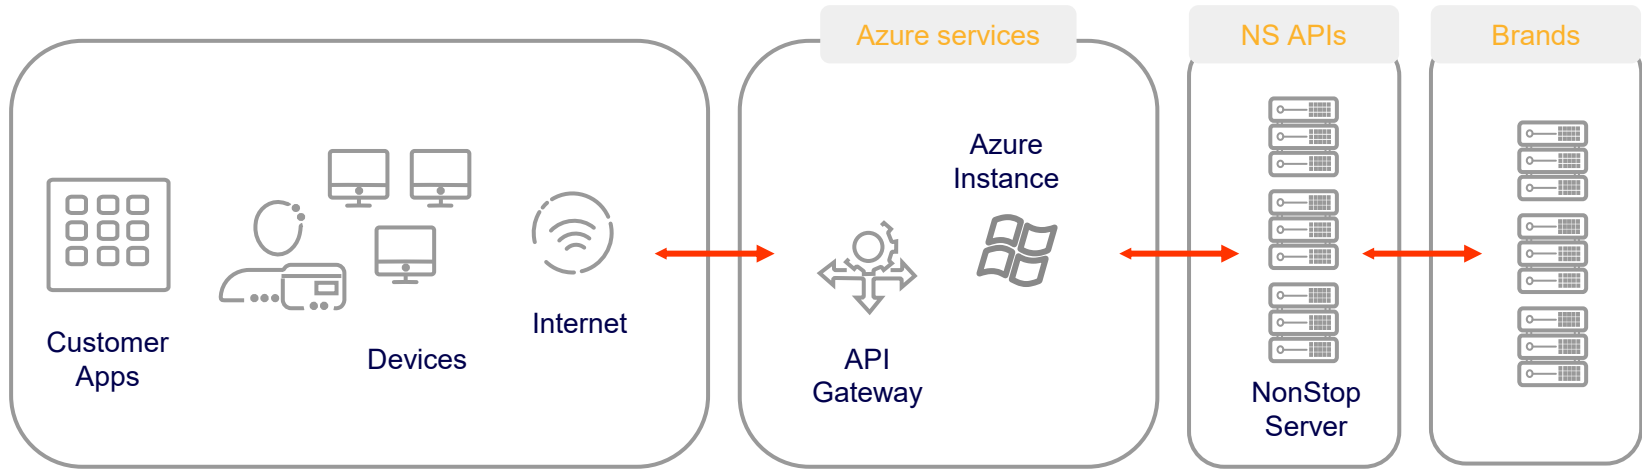 Azure services
NS APIs
Brands
Customer
Apps
Devices
Internet
API
Gateway
Azure
Instance
NonStop
Server